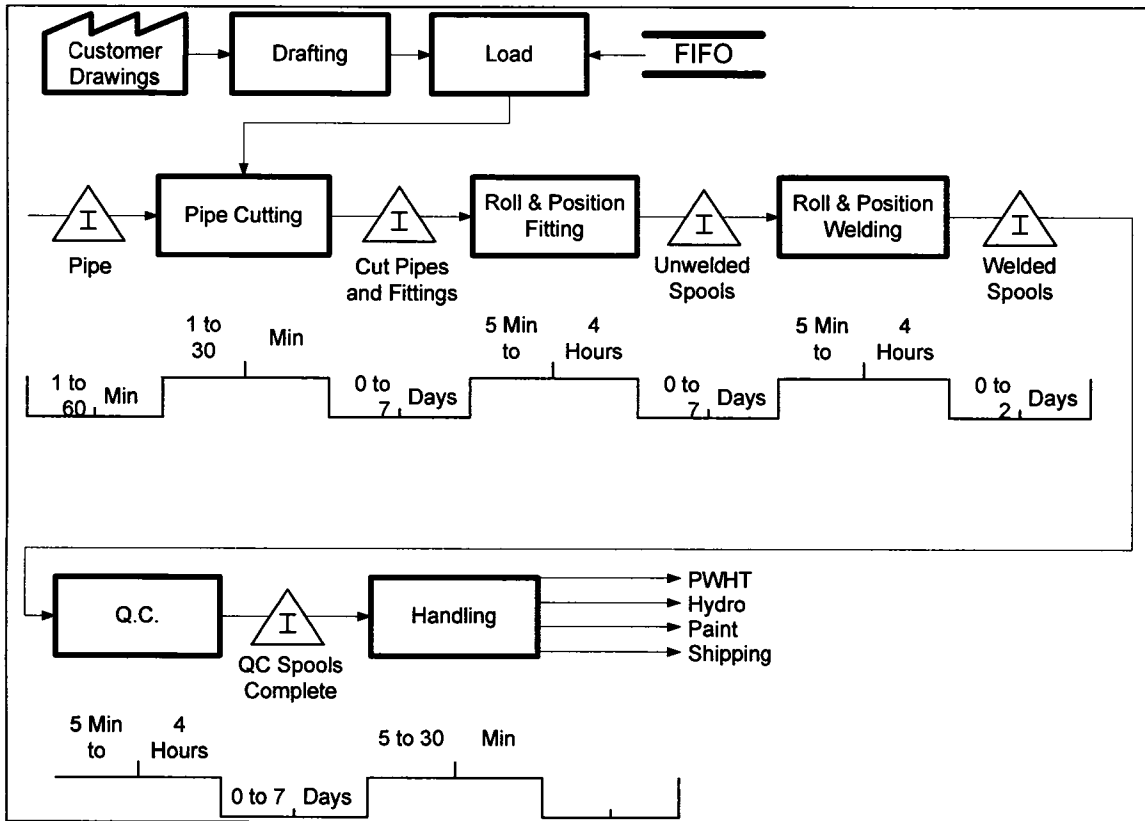 Customer
Drawings
Drafting
Load
FIFO
Pipe Cutting
Roll & Position
Fitting
Roll & Position
Welding
I
I
I
I
Pipe
Cut Pipes
and Fittings
Unwelded
Spools
Welded
Spools
1 to
30
Min
5 Min
to
4
Hours
5 Min
to
4
Hours
1 to
60
Min
0 to
7
Days
0 to
7
Days
0 to
2
Days
Q.C.
I
Handling
PWHT
Hydro
Paint
Shipping
QC Spools
Complete
5 Min
to
4
Hours
5 to 30
Min
0 to 7
Days